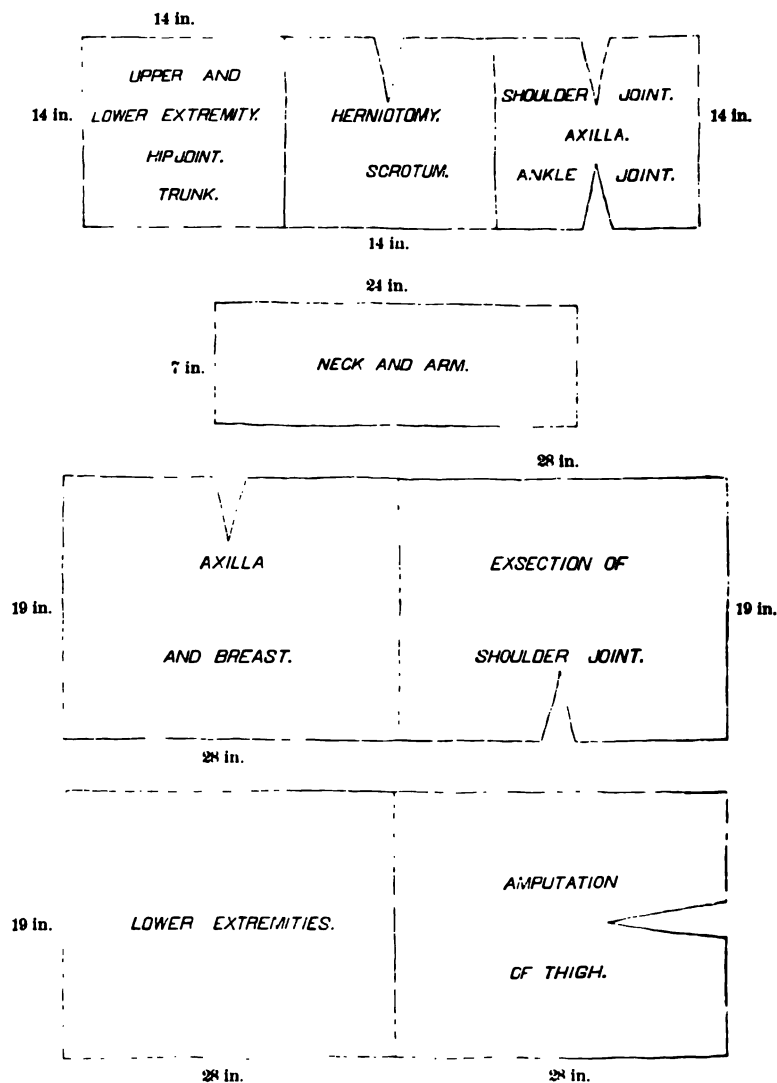 14 in.
UPPER AND
LOWER EXTREMITY.
HIP JOINT.
TRUNK.
14 in.
HERNIOTOMY.
SCROTUM.
SHOULDER JOINT.
AXILLA.
ANKLE JOINT.
14 in.
14 in.
24 in.
7 in.
NECK AND ARM.
28 in.
19 in.
AXILLA
AND BREAST.
EXSECTION OF
SHOULDER JOINT.
19 in.
28 in.
19 in.
LOWER EXTREMITIES.
AMPUTATION
OF THIGH.
28 in.
28 in.